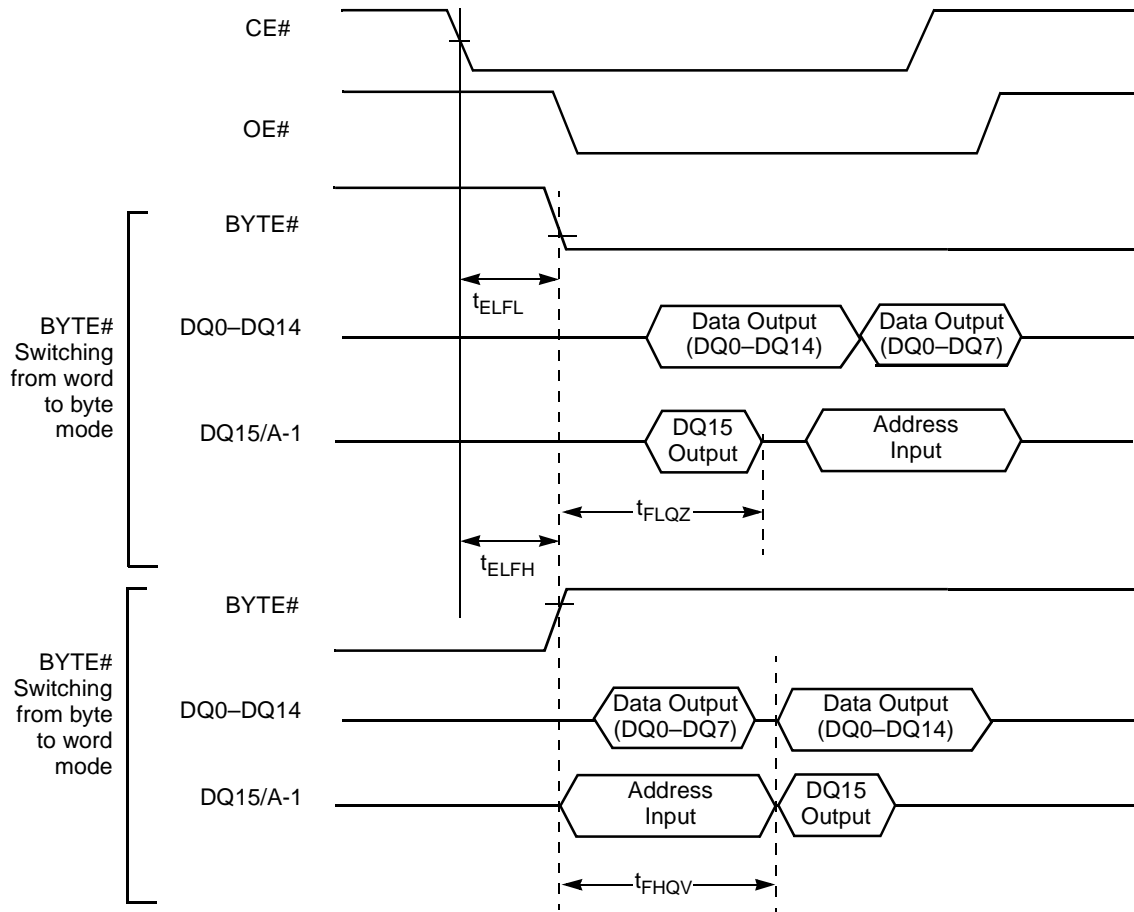 CE#
OE#
BYTE#
tELFL
BYTE#
Switching
from word
to byte
mode
DQ0–DQ14
Data Output
(DQ0–DQ14)
Data Output
(DQ0–DQ7)
DQ15/A-1
DQ15
Output
Address
Input
tFLQZ
tELFH
BYTE#
BYTE#
Switching
from byte
to word
mode
DQ0–DQ14
Data Output
(DQ0–DQ7)
Data Output
(DQ0–DQ14)
DQ15/A-1
Address
Input
DQ15
Output
tFHQV